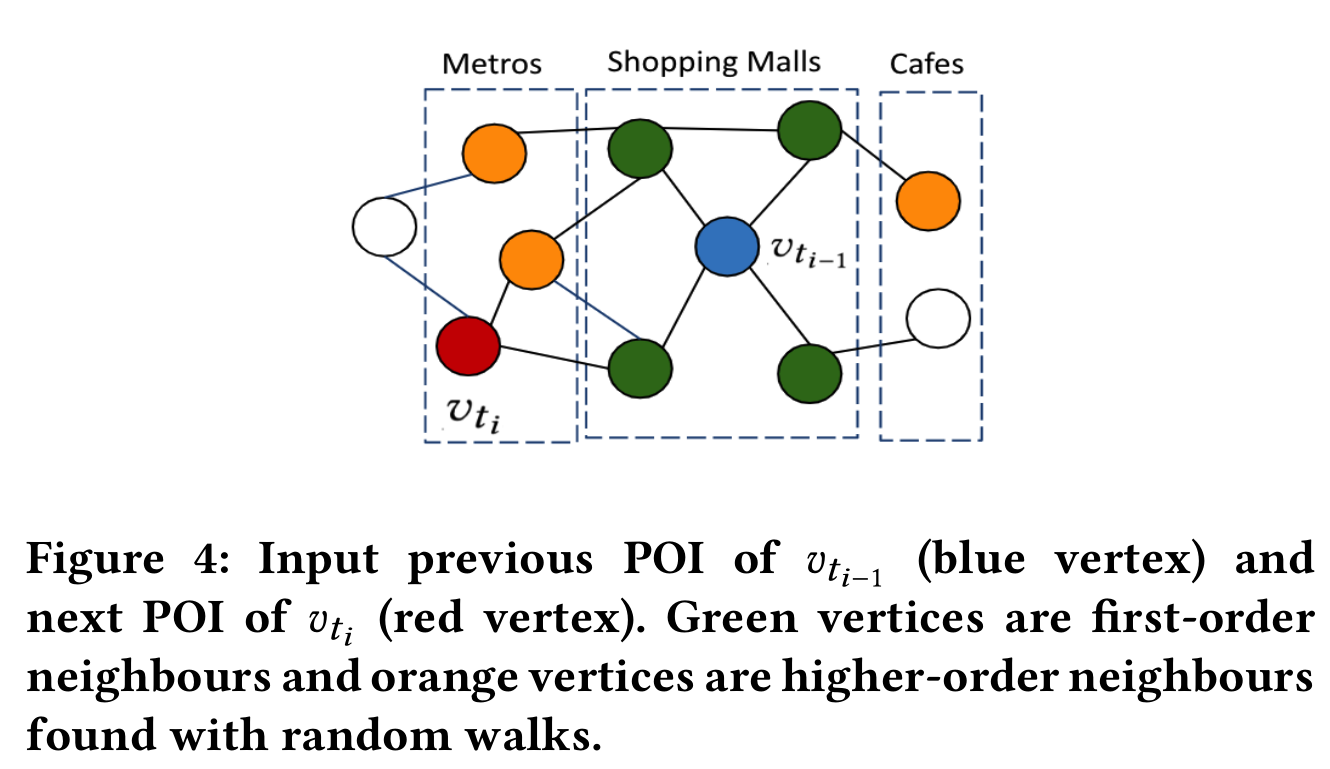 Metros Shopping Malls Cafes
v_{t_{i-1}}
v_{t_i}
Figure 4: Input previous POI of v_{t_{i-1}} (blue vertex) and
next POI of v_{t_i} (red vertex). Green vertices are first-order
neighbours and orange vertices are higher-order neighbours
found with random walks.